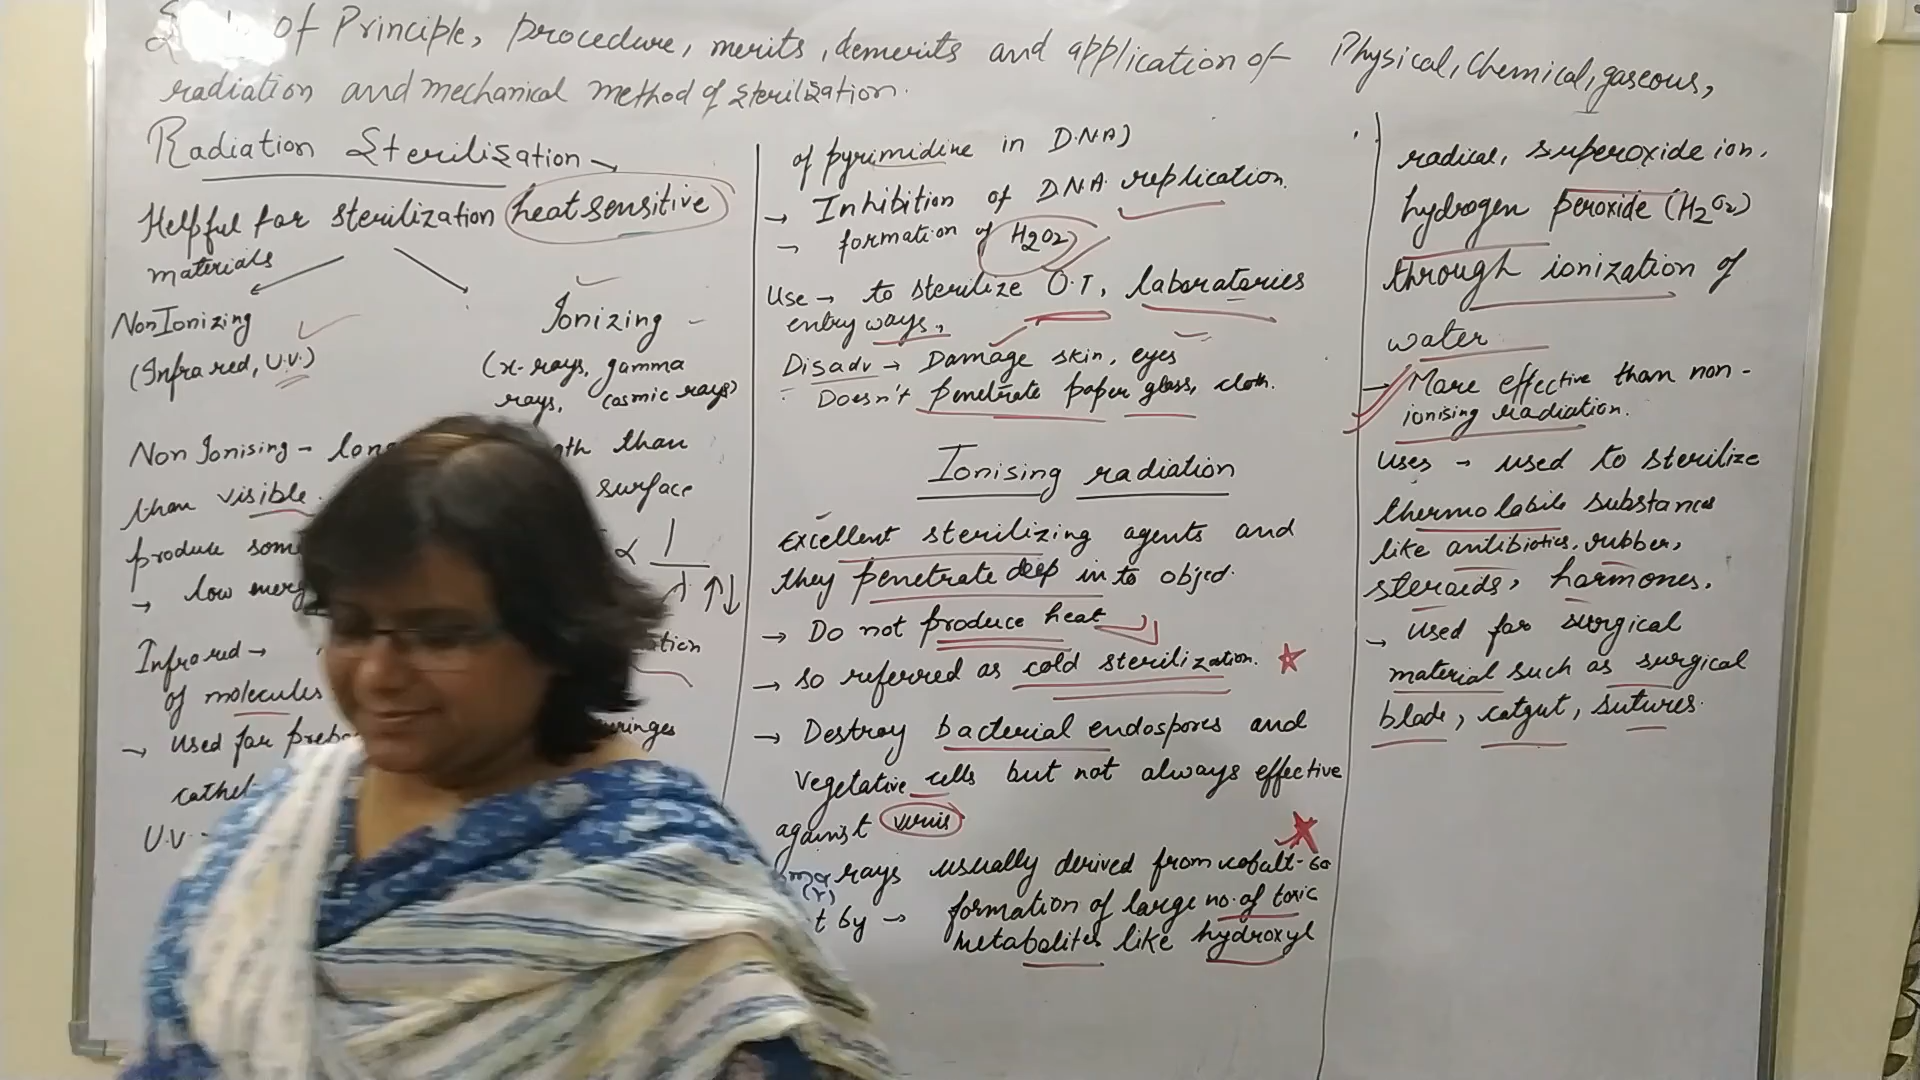 of Principle, procedure, merits, demerits and application of Physical, Chemical, gaseous,
radiation and mechanical method of sterilization.
Radiation Sterilization →
Helpful for sterilization heat sensitive
materials
Non Ionizing
(Infrared, U.V.)
Ionizing -
(x-rays, gamma
rays, cosmic rays)
Non Ionising - than
than visible. surface
produce ∝ 1
→ low λ ↑↓
Infrared →
of molecules
→ Used for
U.V -
of pyrimidine in D.N.A)
→ Inhibition of D.N.A. replication.
→ formation of H2O2
Use → to sterilize O.T, laboratories
entry ways,
Disadv → Damage skin, eyes
Doesn't penetrate paper glass, cloth.
Ionising radiation
Excellent sterilizing agents and
they penetrate deep in to object.
→ Do not produce heat
→ so referred as cold sterilization.
→ Destroy bacterial endospores and
vegetative cells but not always effective
against virus
rays usually derived from cobalt-60
(γ)
by → formation of large no. of toxic
metabolites like hydroxyl
radical, superoxide ion.
hydrogen peroxide (H2O2)
through ionization of
water
→ More effective than non-
ionising radiation.
Uses → used to sterilize
thermolabile substances
like antibiotics, rubber,
steroids, hormones.
→ Used for surgical
material such as surgical
blade, catgut, sutures.